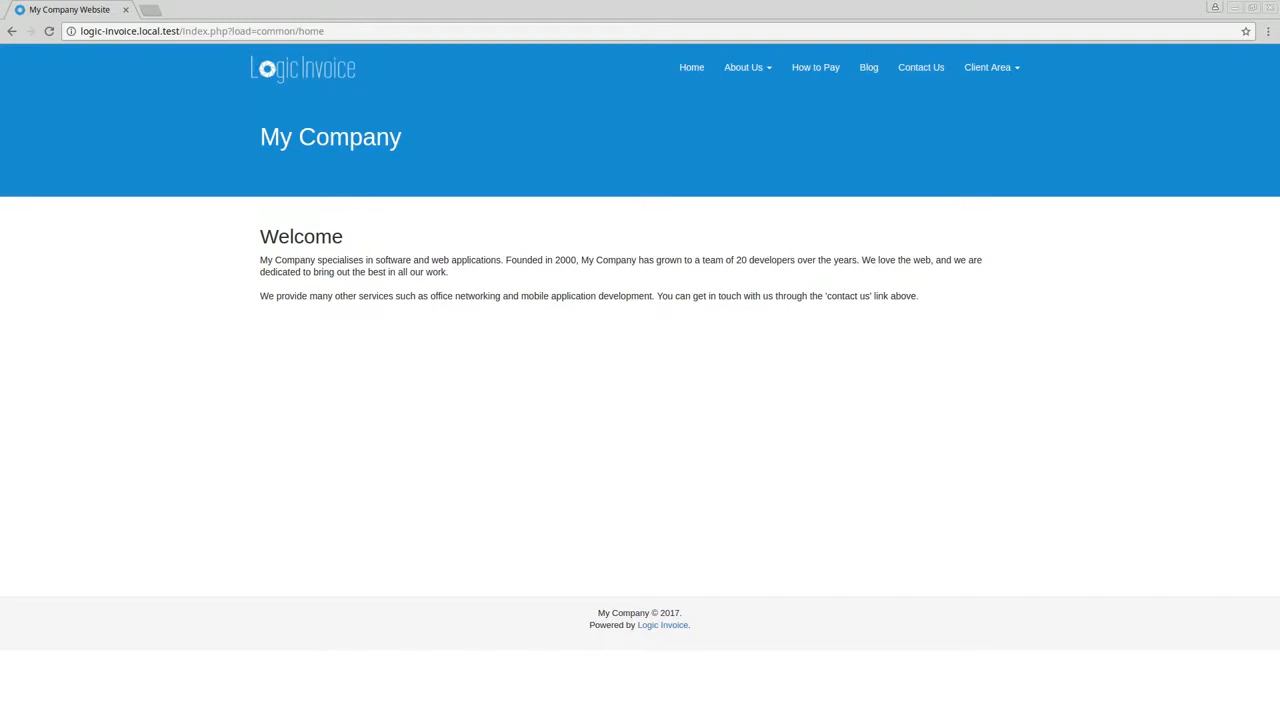 My Company Website
logic-invoice.local.test/index.php?load=common/home
Logic Invoice
Home About Us How to Pay Blog Contact Us Client Area
My Company
Welcome
My Company specialises in software and web applications. Founded in 2000, My Company has grown to a team of 20 developers over the years. We love the web, and we are
dedicated to bring out the best in all our work.
We provide many other services such as office networking and mobile application development. You can get in touch with us through the 'contact us' link above.
My Company © 2017.
Powered by Logic Invoice.